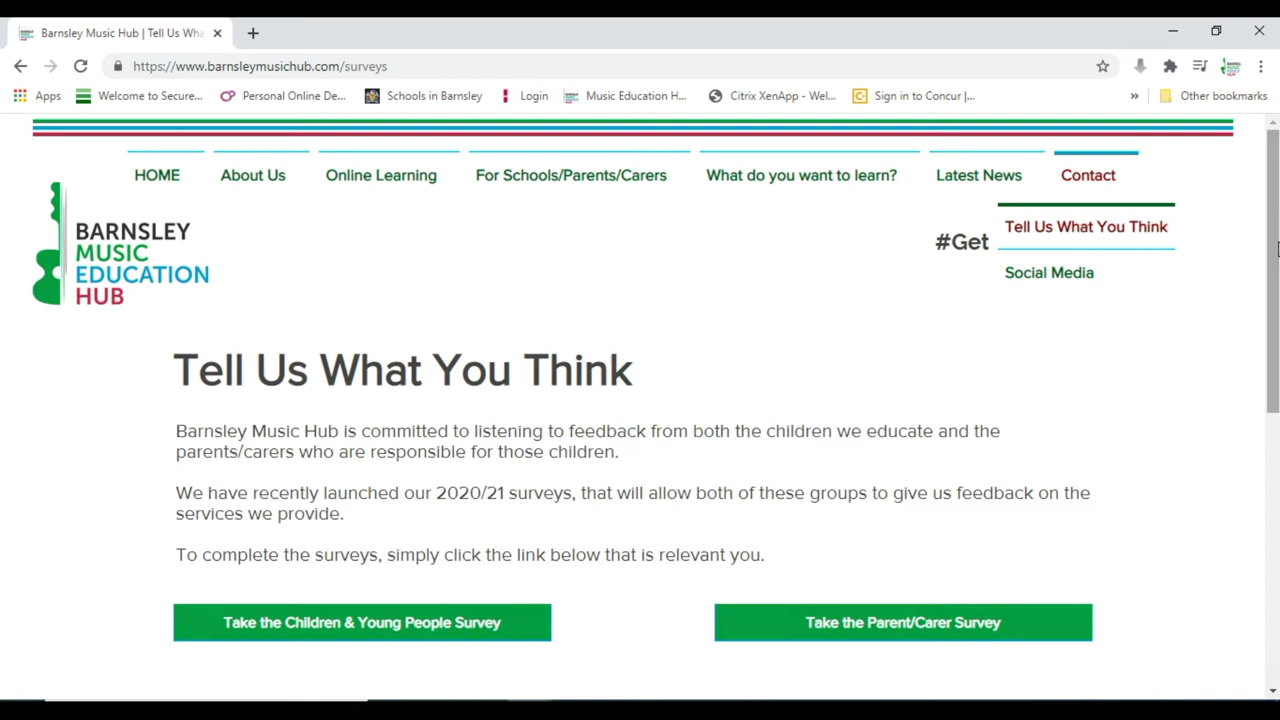 Barnsley Music Hub | Tell Us Wha
https://www.barnsleymusichub.com/surveys
Apps Welcome to Secure... Personal Online De... Schools in Barnsley Login Music Education H... Citrix XenApp - Wel... Sign in to Concur |... » Other bookmarks
HOME About Us Online Learning For Schools/Parents/Carers What do you want to learn? Latest News Contact
BARNSLEY
MUSIC
EDUCATION
HUB
#Get
Tell Us What You Think
Social Media
Tell Us What You Think
Barnsley Music Hub is committed to listening to feedback from both the children we educate and the
parents/carers who are responsible for those children.
We have recently launched our 2020/21 surveys, that will allow both of these groups to give us feedback on the
services we provide.
To complete the surveys, simply click the link below that is relevant you.
Take the Children & Young People Survey Take the Parent/Carer Survey